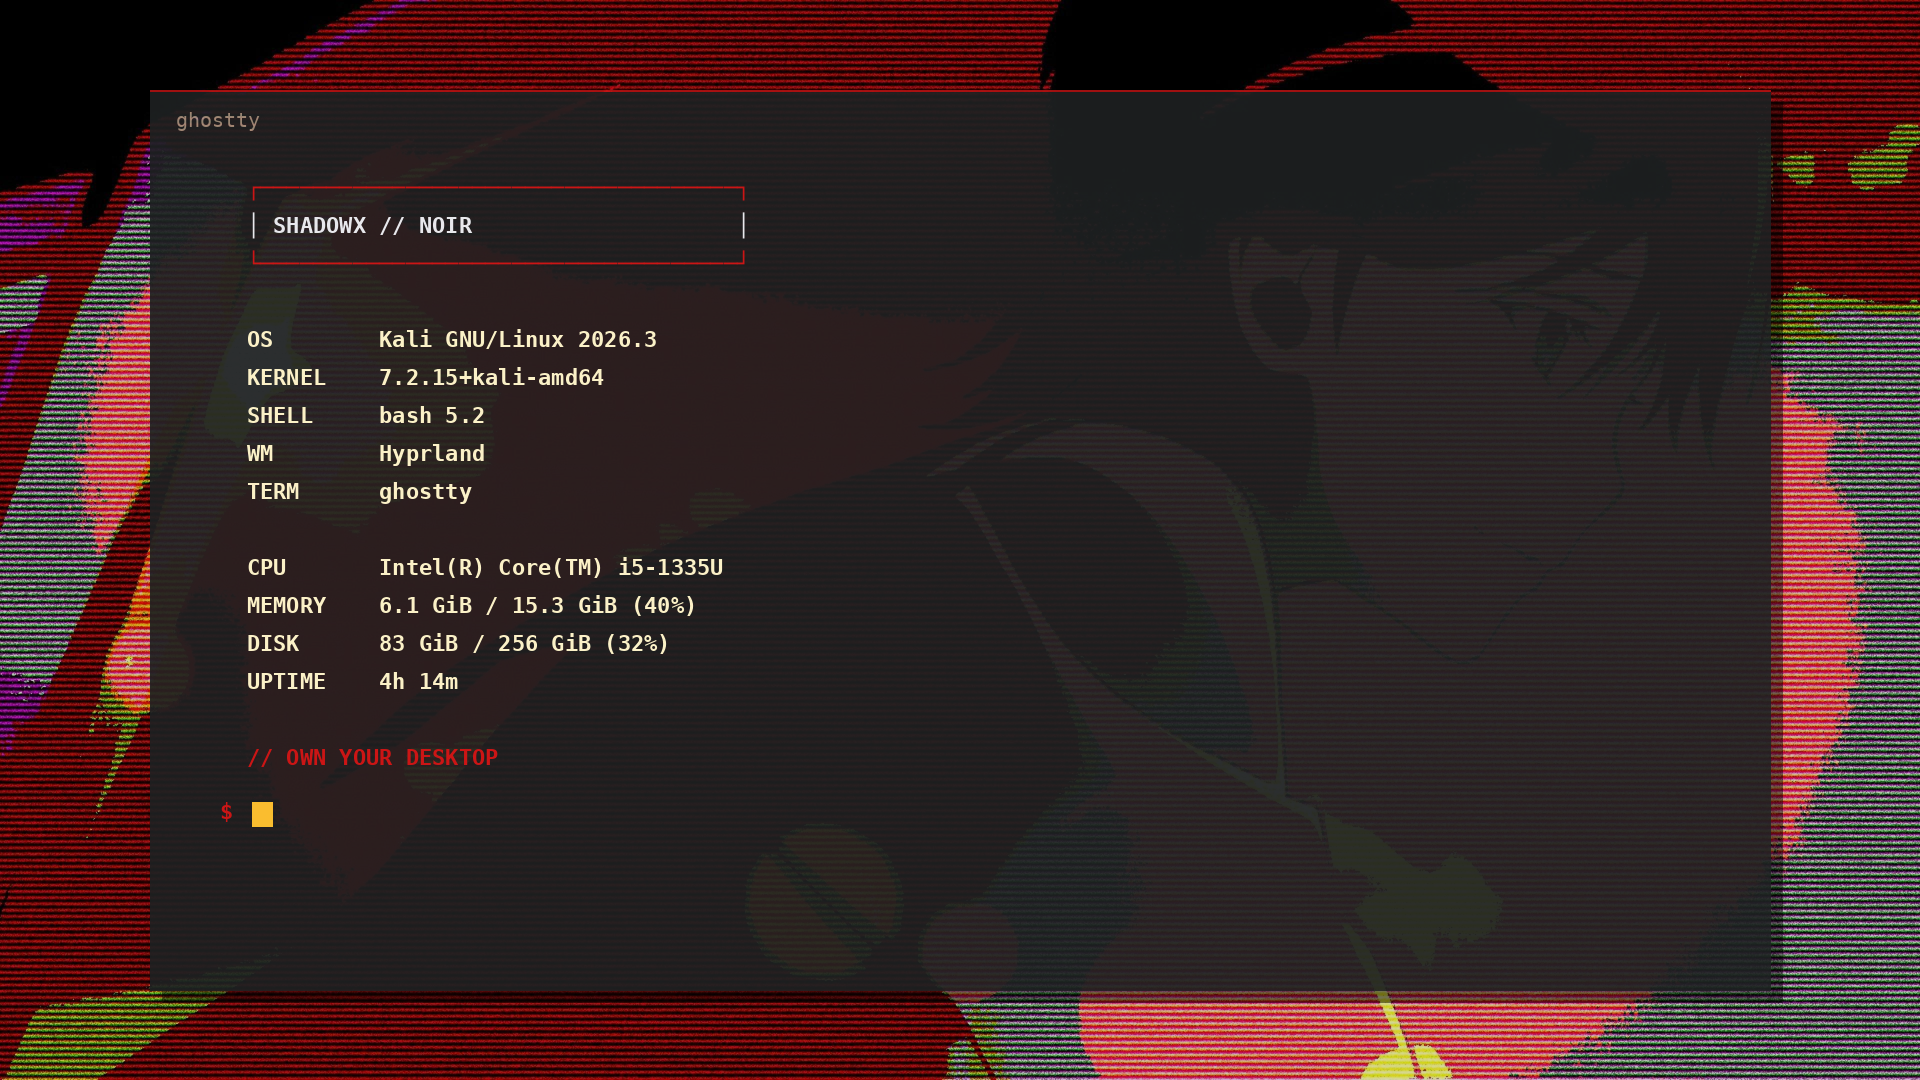 ghostty
SHADOWX // NOIR
OS Kali GNU/Linux 2026.3
KERNEL 7.2.15+kali-amd64
SHELL bash 5.2
WM Hyprland
TERM ghostty
CPU Intel(R) Core(TM) i5-1335U
MEMORY 6.1 GiB / 15.3 GiB (40%)
DISK 83 GiB / 256 GiB (32%)
UPTIME 4h 14m
// OWN YOUR DESKTOP
$